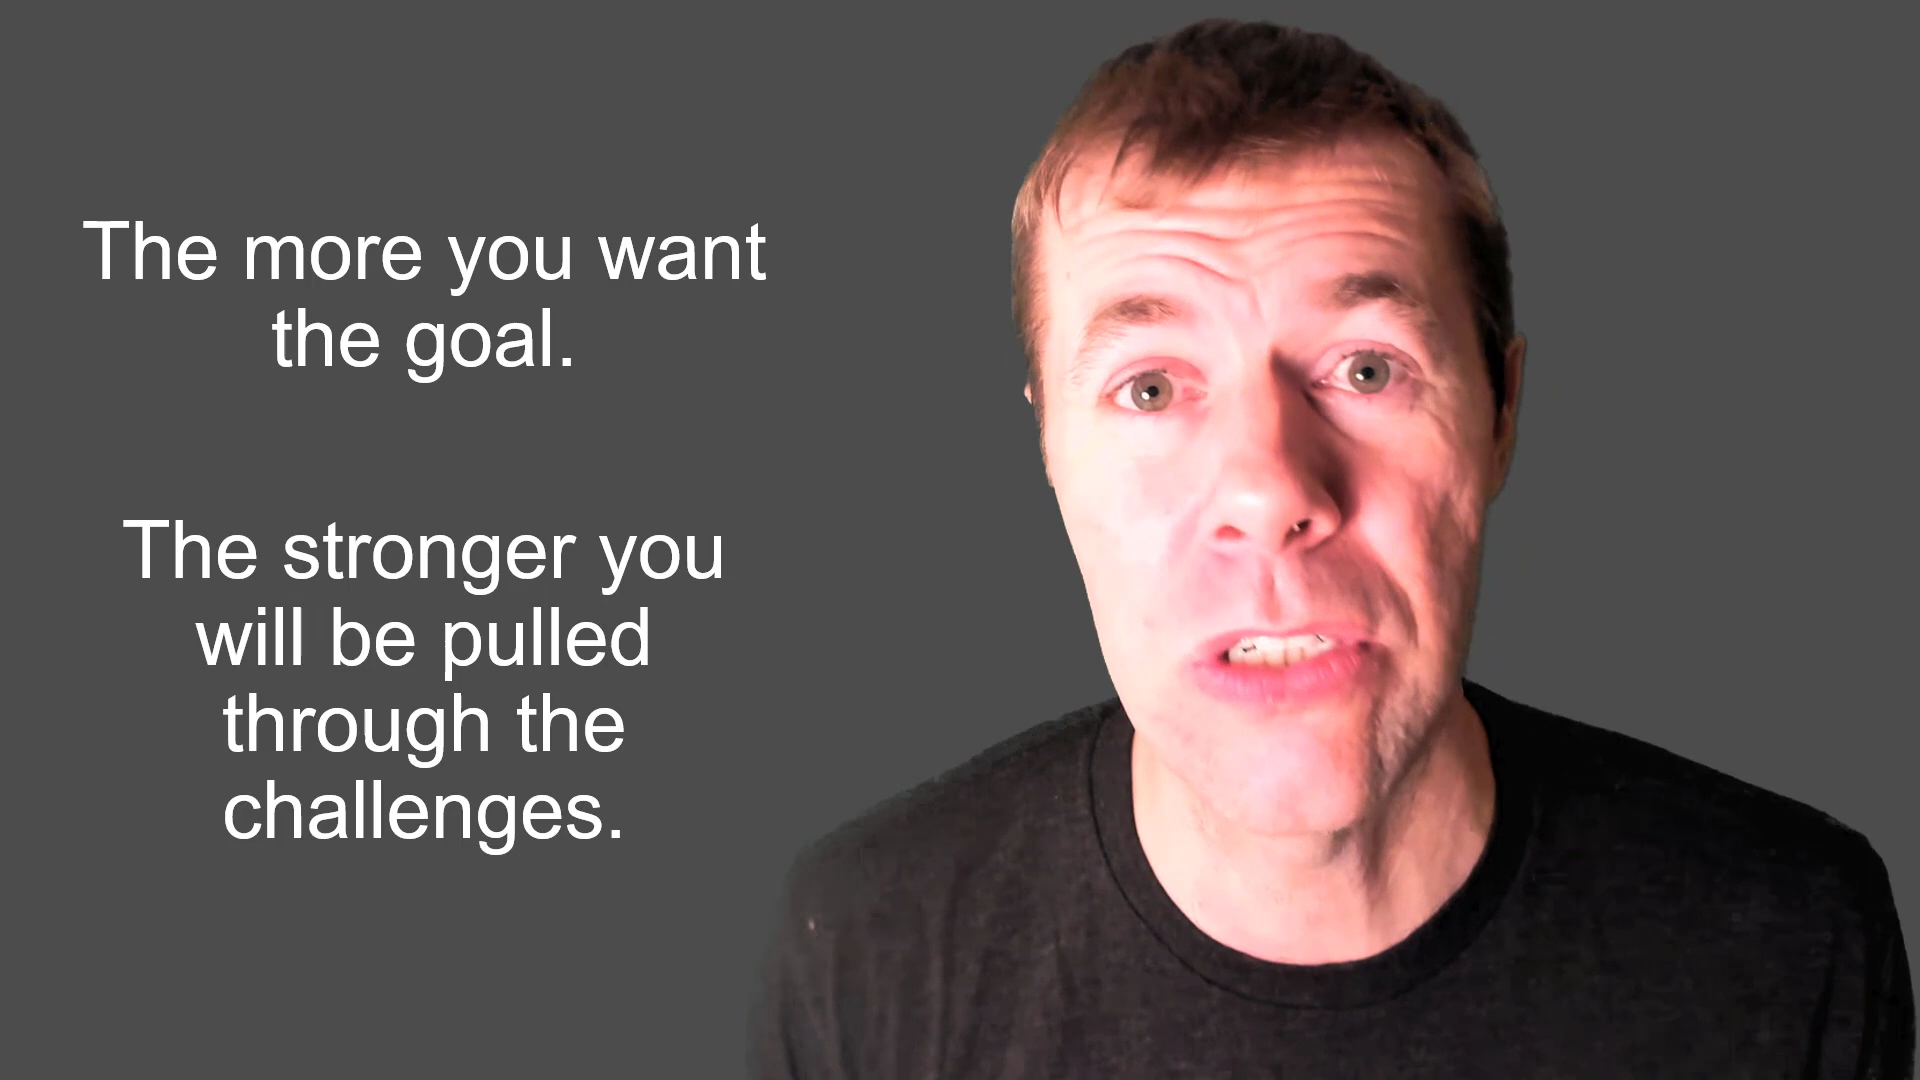 The more you want
the goal.
The stronger you
will be pulled
through the
challenges.